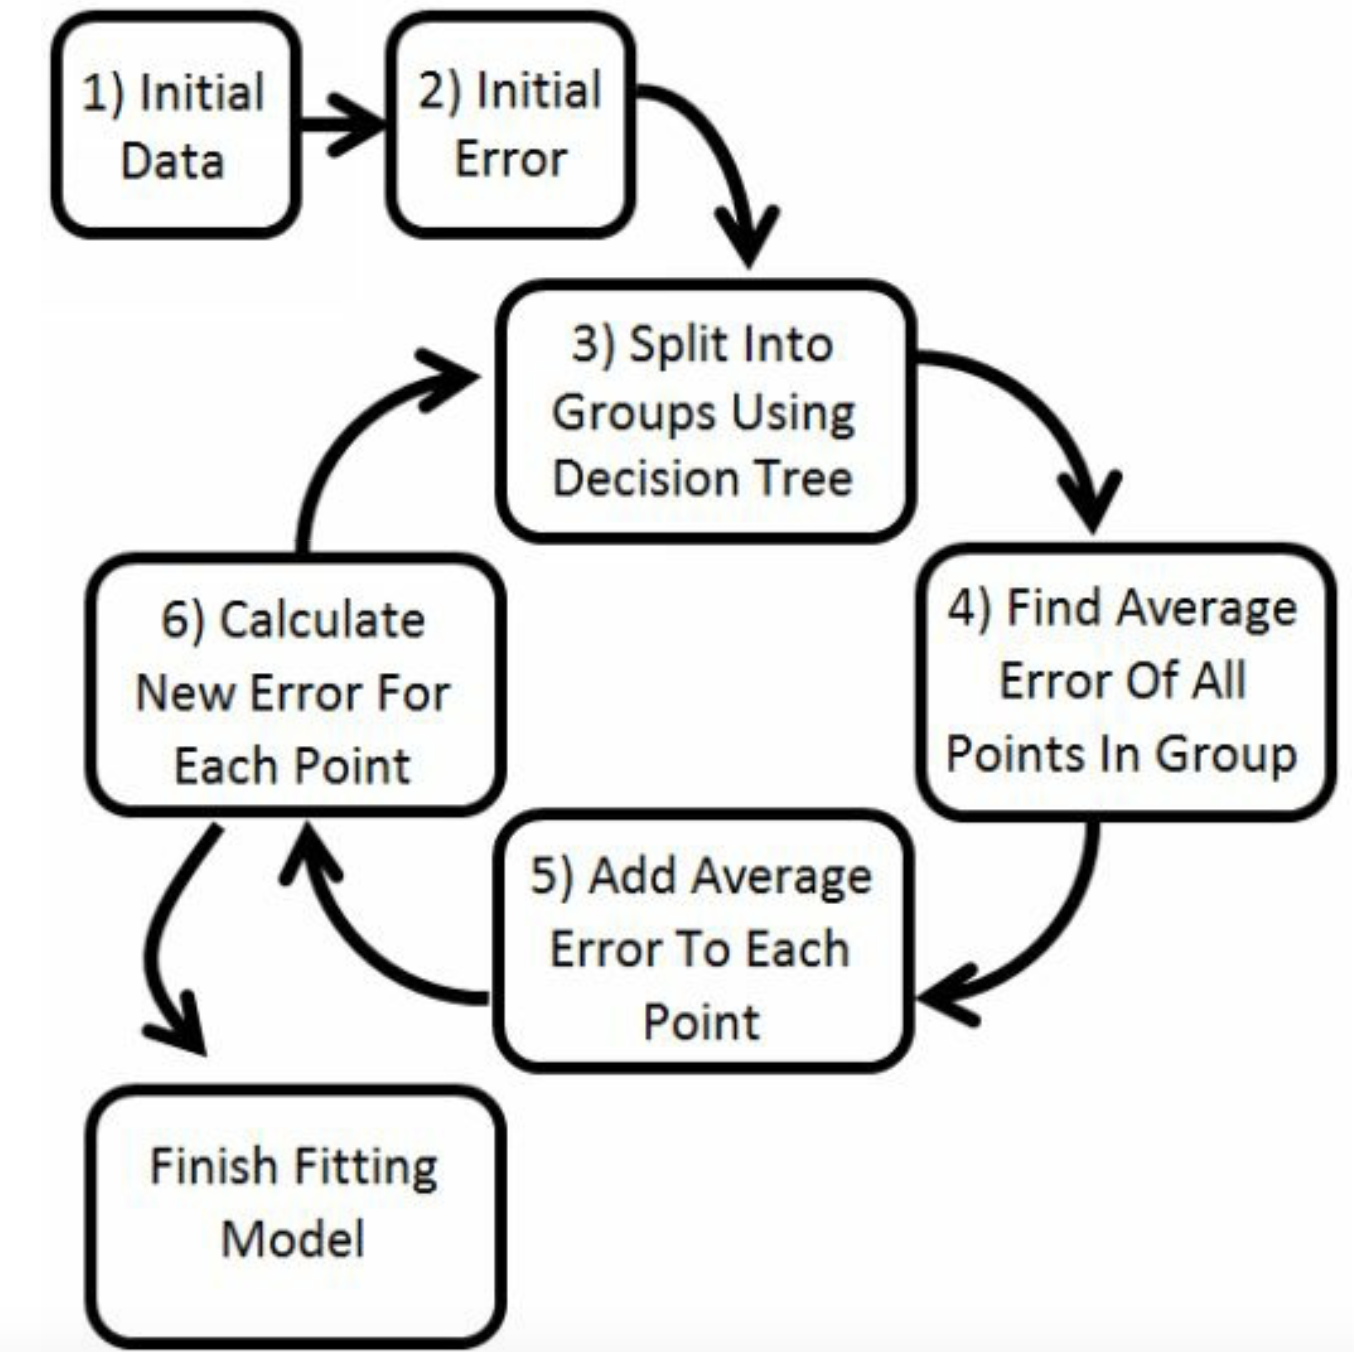 1) Initial
Data
2) Initial
Error
3) Split Into
Groups Using
Decision Tree
4) Find Average
Error Of All
Points In Group
5) Add Average
Error To Each
Point
6) Calculate
New Error For
Each Point
Finish Fitting
Model